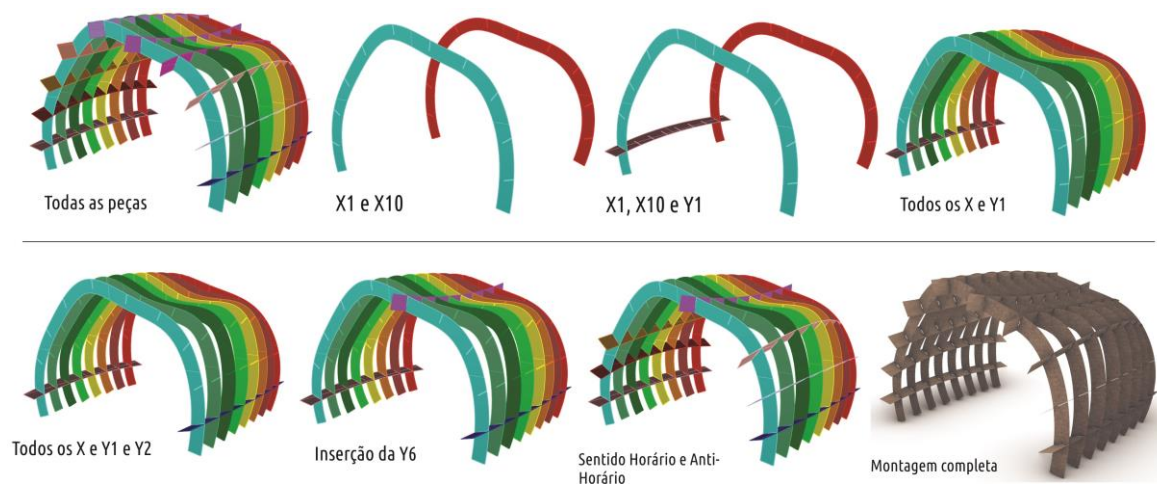 Todas as peças
X1 e X10
X1, X10 e Y1
Todos os X e Y1
Todos os X e Y1 e Y2
Inserção da Y6
Sentido Horário e Anti-
Horário
Montagem completa